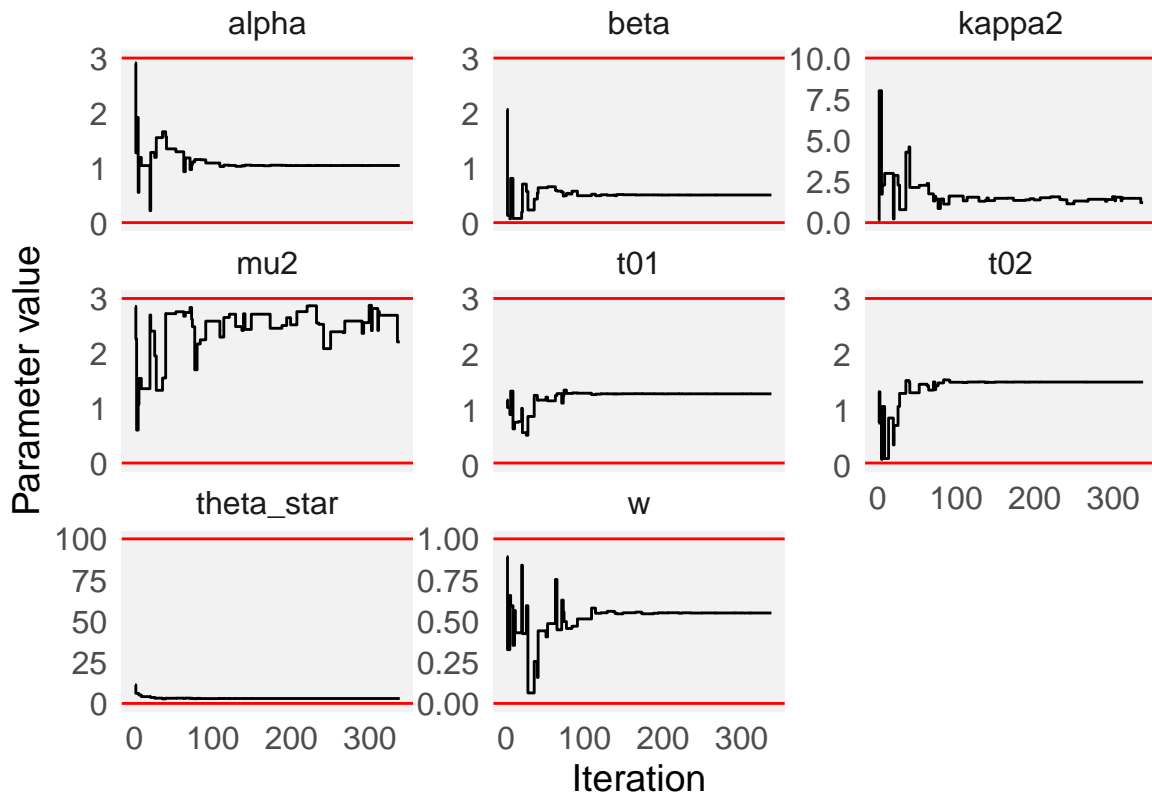 alpha beta kappa2
3 3 10.0
2 2 7.5
5.0
1 1 2.5
0 0 0.0
mu2 t01 t02
3 3 3
2 2 2
1 1 1
0 0 0
0 100 200 300
theta_star w
100 1.00
75 0.75
50 0.50
25 0.25
0 0.00
0 100 200 300 0 100 200 300
Iteration
Parameter value